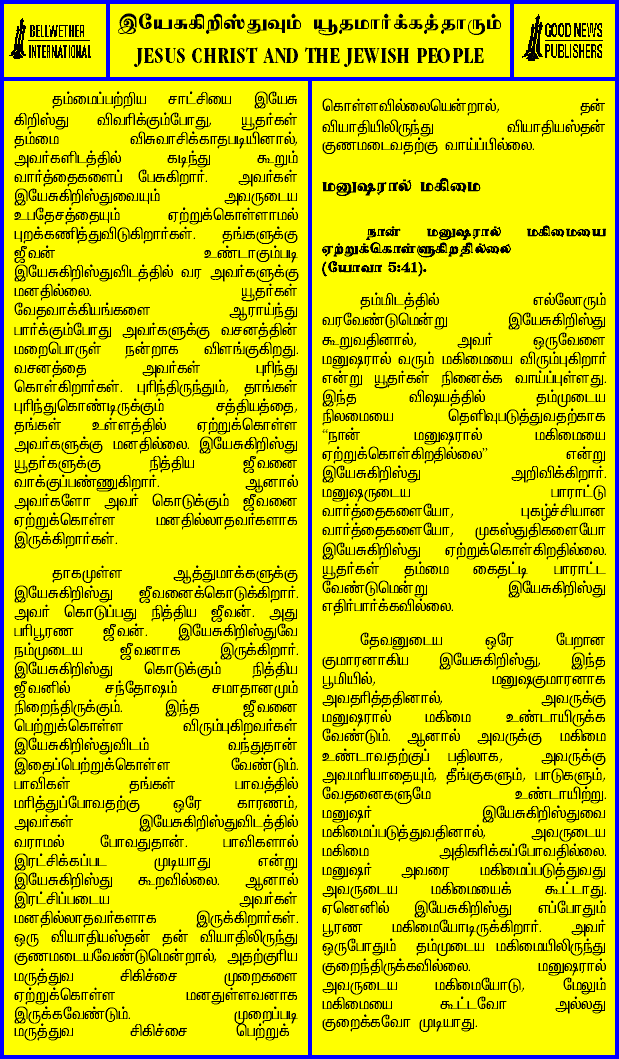 BELLWETHER
INTERNATIONAL
இயேசுகிறிஸ்துவும் யூதமார்க்கத்தாரும்
JESUS CHRIST AND THE JEWISH PEOPLE
GOOD NEWS
PUBLISHERS
தம்மைப்பற்றிய சாட்சியை இயேசு
கிறிஸ்து விவரிக்கும்போது, யூதர்கள்
தம்மை விசுவாசிக்காதபடியினால்,
அவர்களிடத்தில் கடிந்து கூறும்
வார்த்தைகளைப் பேசுகிறார். அவர்கள்
இயேசுகிறிஸ்துவையும் அவருடைய
உபதேசத்தையும் ஏற்றுக்கொள்ளாமல்
புறக்கணித்துவிடுகிறார்கள். தங்களுக்கு
ஜீவன் உண்டாகும்படி
இயேசுகிறிஸ்துவிடத்தில் வர அவர்களுக்கு
மனதில்லை. யூதர்கள்
வேதவாக்கியங்களை ஆராய்ந்து
பார்க்கும்போது அவர்களுக்கு வசனத்தின்
மறைபொருள் நன்றாக விளங்குகிறது.
வசனத்தை அவர்கள் புரிந்து
கொள்கிறார்கள். புரிந்திருந்தும், தாங்கள்
புரிந்துகொண்டிருக்கும் சத்தியத்தை,
தங்கள் உள்ளத்தில் ஏற்றுக்கொள்ள
அவர்களுக்கு மனதில்லை. இயேசுகிறிஸ்து
யூதர்களுக்கு நித்திய ஜீவனை
வாக்குப்பண்ணுகிறார். ஆனால்
அவர்களோ அவர் கொடுக்கும் ஜீவனை
ஏற்றுக்கொள்ள மனதில்லாதவர்களாக
இருக்கிறார்கள்.
தாகமுள்ள ஆத்துமாக்களுக்கு
இயேசுகிறிஸ்து ஜீவனைக்கொடுக்கிறார்.
அவர் கொடுப்பது நித்திய ஜீவன். அது
பரிபூரண ஜீவன். இயேசுகிறிஸ்துவே
நம்முடைய ஜீவனாக இருக்கிறார்.
இயேசுகிறிஸ்து கொடுக்கும் நித்திய
ஜீவனில் சந்தோஷம் சமாதானமும்
நிறைந்திருக்கும். இந்த ஜீவனை
பெற்றுக்கொள்ள விரும்புகிறவர்கள்
இயேசுகிறிஸ்துவிடம் வந்துதான்
இதைப்பெற்றுக்கொள்ள வேண்டும்.
பாவிகள் தங்கள் பாவத்தில்
மரித்துப்போவதற்கு ஒரே காரணம்,
அவர்கள் இயேசுகிறிஸ்துவிடத்தில்
வராமல் போவதுதான். பாவிகளால்
இரட்சிக்கப்பட முடியாது என்று
இயேசுகிறிஸ்து கூறவில்லை. ஆனால்
இரட்சிப்படைய அவர்கள்
மனதில்லாதவர்களாக இருக்கிறார்கள்.
ஒரு வியாதியஸ்தன் தன் வியாதிலிருந்து
குணமடையவேண்டுமென்றால், அதற்குரிய
மருத்துவ சிகிச்சை முறைகளை
ஏற்றுக்கொள்ள மனதுள்ளவனாக
இருக்கவேண்டும். முறைப்படி
மருத்துவ சிகிச்சை பெற்றுக்
கொள்ளவில்லையென்றால், தன்
வியாதியிலிருந்து வியாதியஸ்தன்
குணமடைவதற்கு வாய்ப்பில்லை.
மனுஷரால் மகிமை
நான் மனுஷரால் மகிமையை
ஏற்றுக்கொள்ளுகிறதில்லை
(யோவா 5:41).
தம்மிடத்தில் எல்லோரும்
வரவேண்டுமென்று இயேசுகிறிஸ்து
கூறுவதினால், அவர் ஒருவேளை
மனுஷரால் வரும் மகிமையை விரும்புகிறார்
என்று யூதர்கள் நினைக்க வாய்ப்புள்ளது.
இந்த விஷயத்தில் தம்முடைய
நிலமையை தெளிவுபடுத்துவதற்காக
“நான் மனுஷரால் மகிமையை
ஏற்றுக்கொள்கிறதில்லை” என்று
இயேசுகிறிஸ்து அறிவிக்கிறார்.
மனுஷருடைய பாராட்டு
வார்த்தைகளையோ, புகழ்ச்சியான
வார்த்தைகளையோ, முகஸ்துதிகளையோ
இயேசுகிறிஸ்து ஏற்றுக்கொள்கிறதில்லை.
யூதர்கள் தம்மை கைதட்டி பாராட்ட
வேண்டுமென்று இயேசுகிறிஸ்து
எதிர்பார்க்கவில்லை.
தேவனுடைய ஒரே பேறான
குமாரனாகிய இயேசுகிறிஸ்து, இந்த
பூமியில், மனுஷகுமாரனாக
அவதரித்ததினால், அவருக்கு
மனுஷரால் மகிமை உண்டாயிருக்க
வேண்டும். ஆனால் அவருக்கு மகிமை
உண்டாவதற்குப் பதிலாக, அவருக்கு
அவமரியாதையும், தீங்குகளும், பாடுகளும்,
வேதனைகளுமே உண்டாயிற்று.
மனுஷர் இயேசுகிறிஸ்துவை
மகிமைப்படுத்துவதினால், அவருடைய
மகிமை அதிகரிக்கப்போவதில்லை.
மனுஷர் அவரை மகிமைப்படுத்துவது
அவருடைய மகிமையைக் கூட்டாது.
ஏனெனில் இயேசுகிறிஸ்து எப்போதும்
பூரண மகிமையோடிருக்கிறார். அவர்
ஒருபோதும் தம்முடைய மகிமையிலிருந்து
குறைந்திருக்கவில்லை. மனுஷரால்
அவருடைய மகிமையோடு, மேலும்
மகிமையை கூட்டவோ அல்லது
குறைக்கவோ முடியாது.